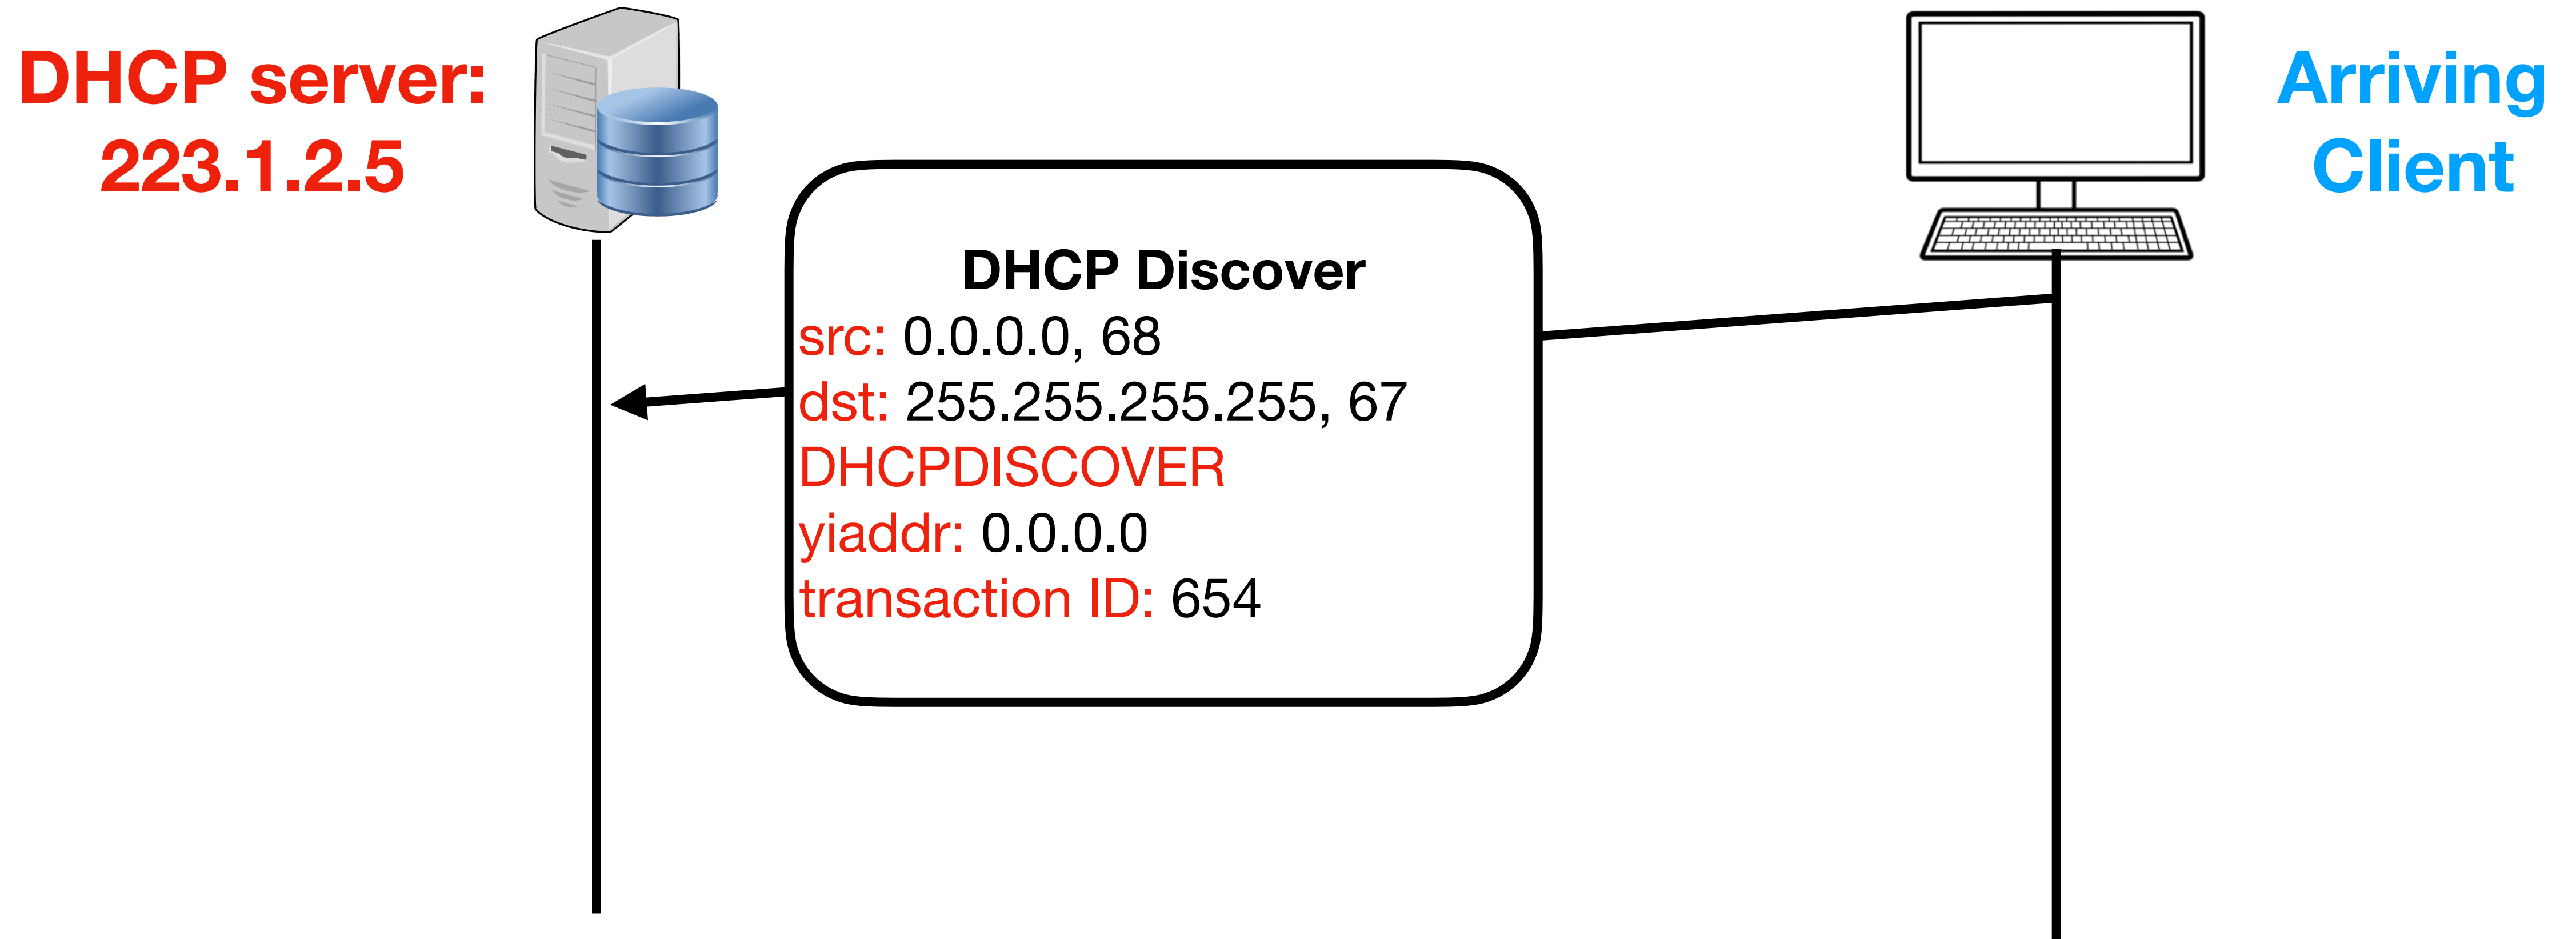 DHCP server:
223.1.2.5
Arriving
Client
DHCP Discover
src: 0.0.0.0, 68
dst: 255.255.255.255, 67
DHCPDISCOVER
yiaddr: 0.0.0.0
transaction ID: 654